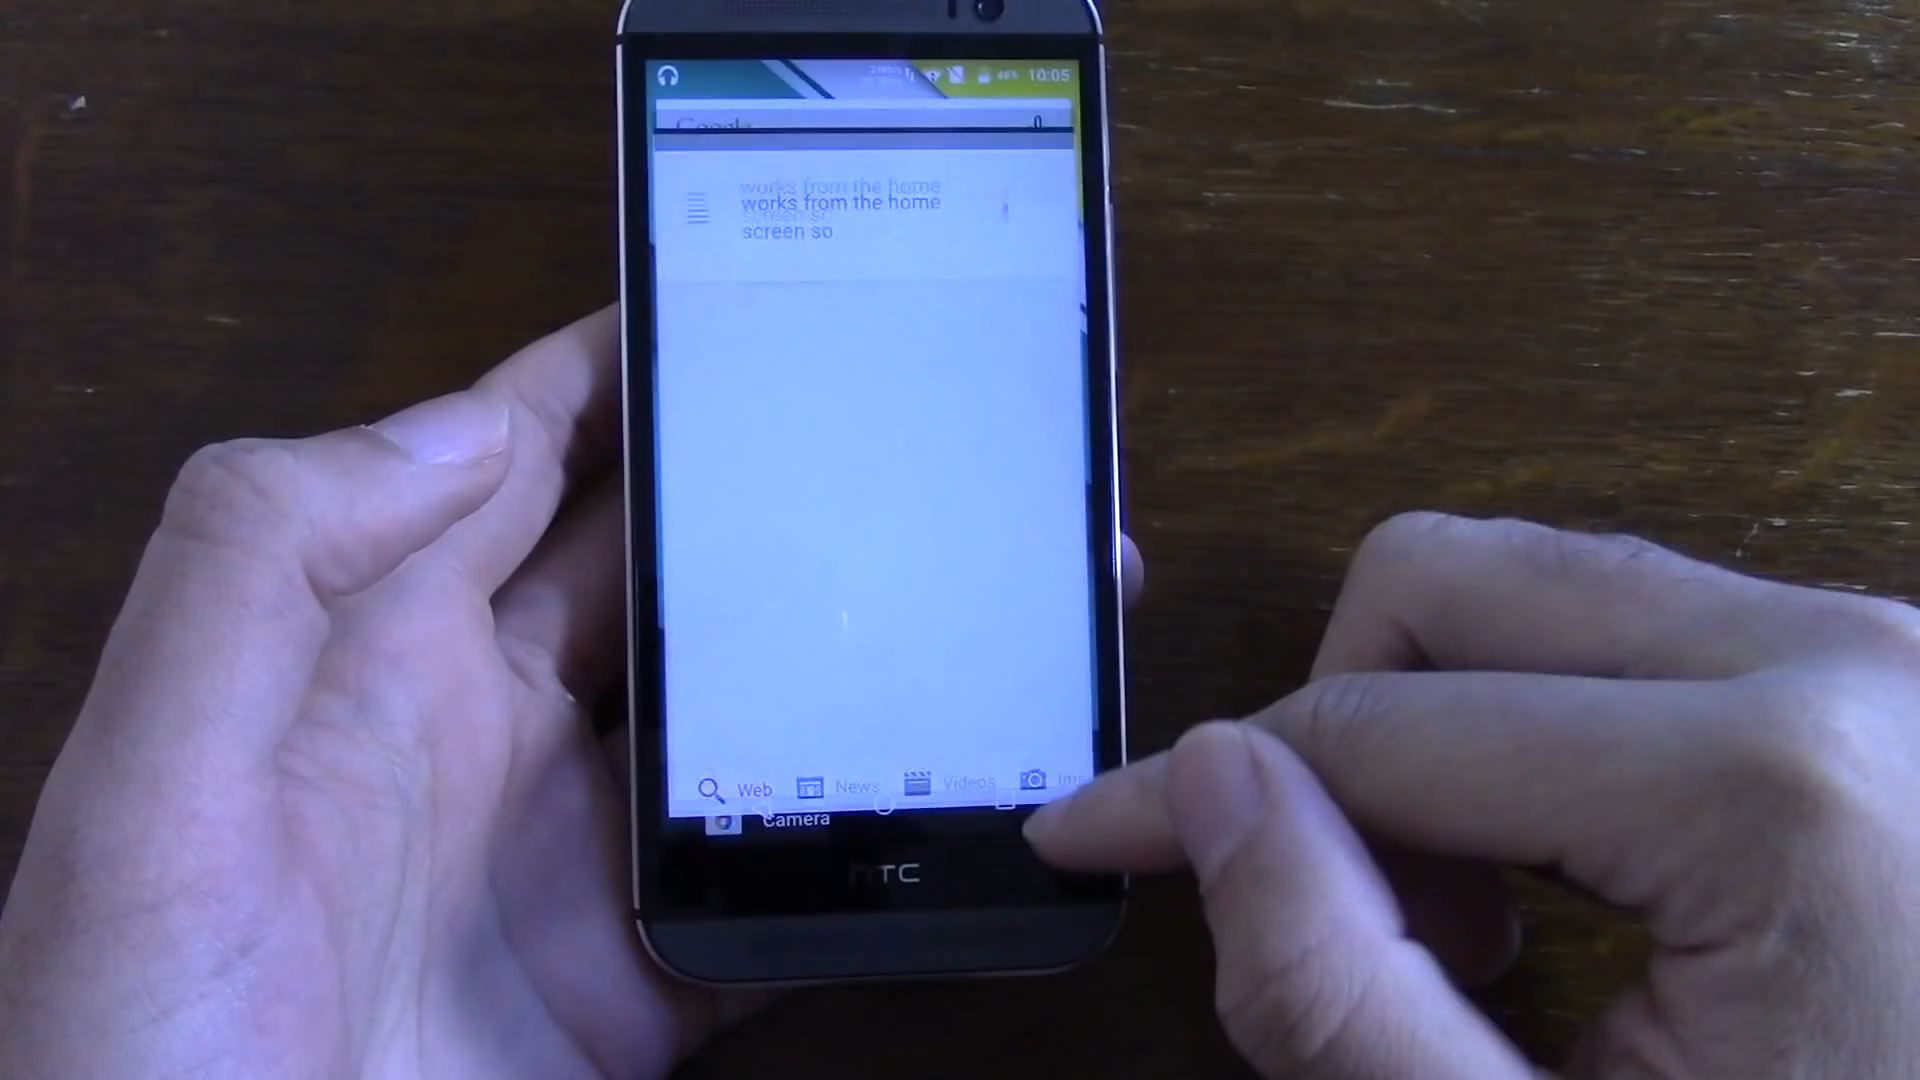 46% 10:05
Google
works from the home
works from the home
screen so
screen so
Web News Videos
Camera
hTC